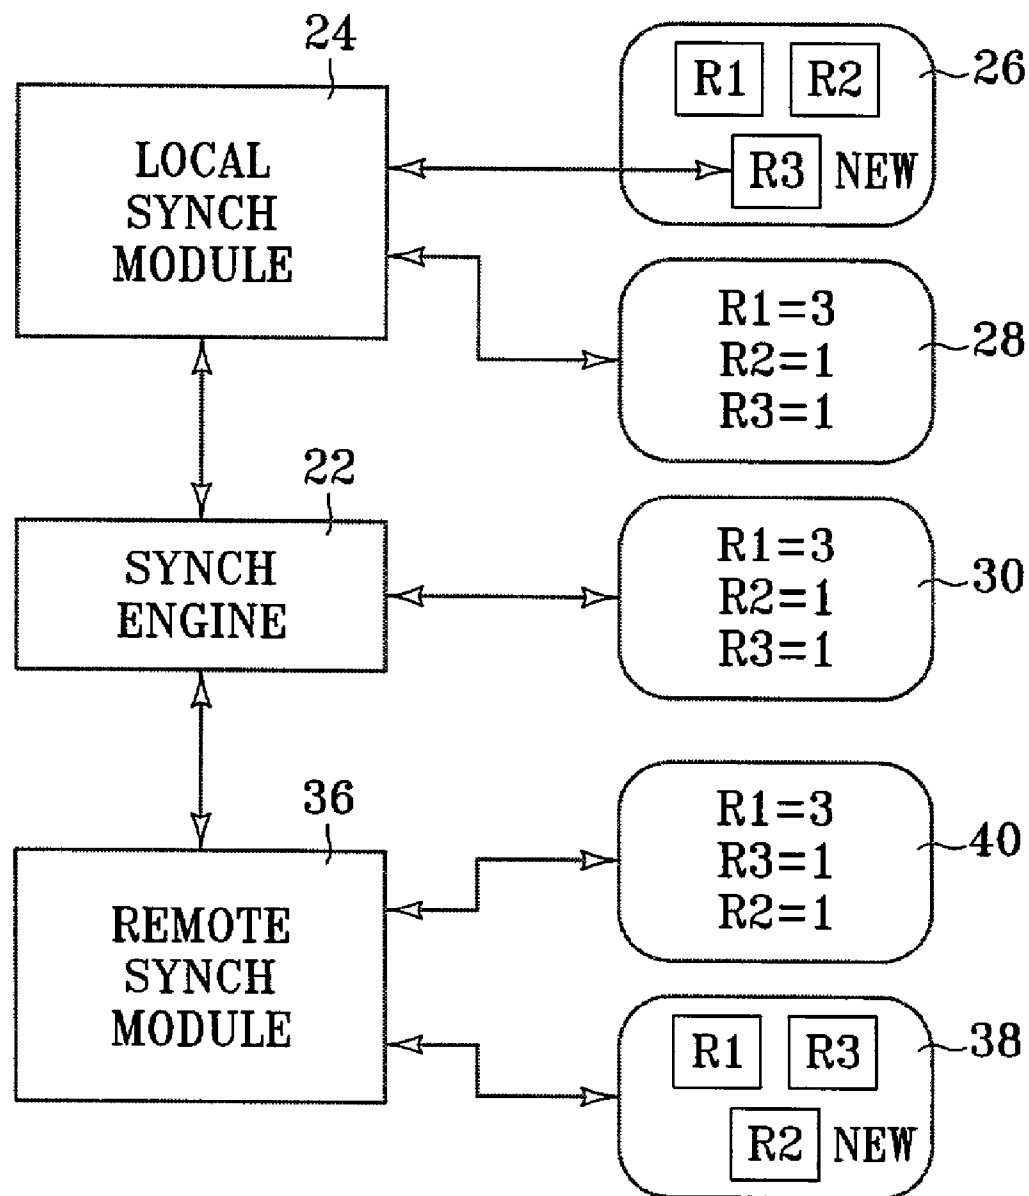 24
LOCAL
SYNCH
MODULE
R1 R2
R3 NEW
26
R1=3
R2=1
R3=1
28
22
SYNCH
ENGINE
R1=3
R2=1
R3=1
30
36
REMOTE
SYNCH
MODULE
R1=3
R3=1
R2=1
40
R1 R3
R2 NEW
38